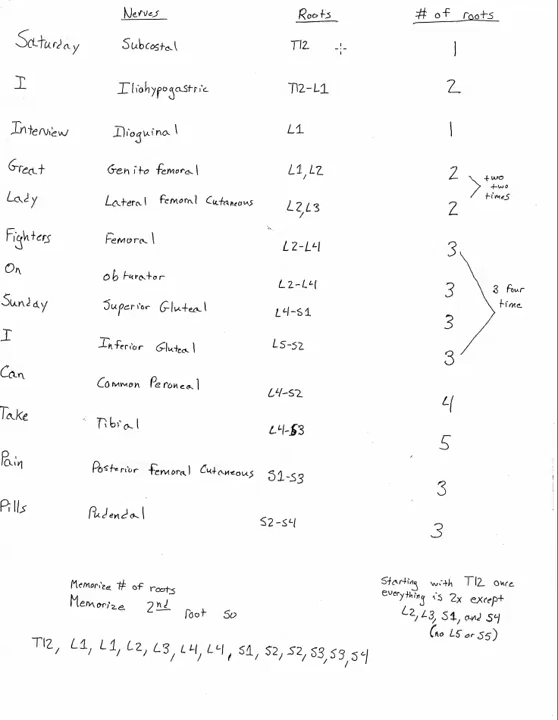 Nerves Roots # of roots
Saturday Subcostal T12 1
I Iliohypogastric T12-L1 2
Interview Ilioguinal L1 1
Great Genitofemoral L1,L2 2
Lady Lateral femoral Cutaneous L2,L3 2
two
two
times
Fighters Femoral L2-L4 3
On obturator L2-L4 3
Sunday Superior Gluteal L4-S1 3
I Inferior Gluteal L5-S2 3
3 four
time
Can Common Peroneal L4-S2 4
Take Tibial L4-S3 5
Pain Posterior femoral Cutaneous S1-S3 3
Pills Pudendal S2-S4 3
Memorize # of roots
Memorize 2nd root so
T12, L1, L1, L2, L3, L4, L4, S1, S2, S2, S3, S3, S4
Starting with T12 once
everything is 2x except
L2, L3, S1, and S4
(no L5 or S5)